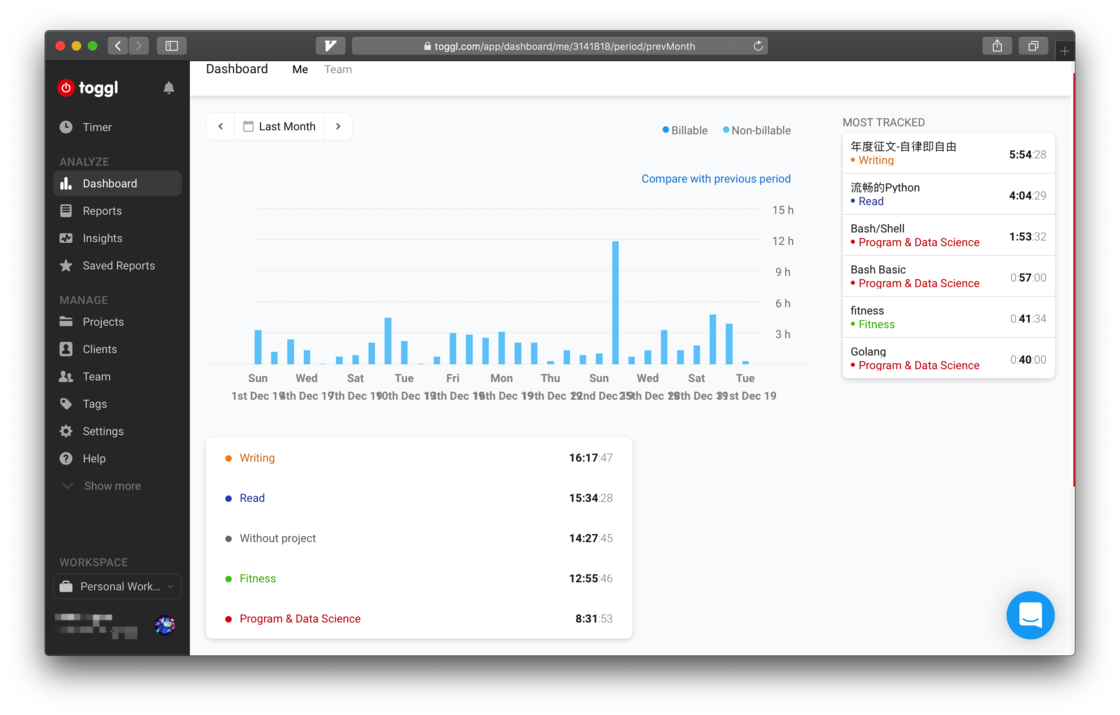 toggl.com/app/dashboard/me/3141818/period/prevMonth
toggl
Timer
ANALYZE
Dashboard
Reports
Insights
Saved Reports
MANAGE
Projects
Clients
Team
Tags
Settings
Help
Show more
WORKSPACE
Personal Work...
Dashboard Me Team
Last Month
Billable Non-billable
Compare with previous period
15 h
12 h
9 h
6 h
3 h
Sun Wed Sat Tue Fri Mon Thu Sun Wed Sat Tue
1st Dec 19 4th Dec 19 7th Dec 19 10th Dec 19 13th Dec 19 16th Dec 19 19th Dec 19 22nd Dec 19 25th Dec 19 28th Dec 19 31st Dec 19
Writing 16:17:47
Read 15:34:28
Without project 14:27:45
Fitness 12:55:46
Program & Data Science 8:31:53
MOST TRACKED
年度征文-自律即自由
Writing 5:54:28
流畅的Python
Read 4:04:29
Bash/Shell
Program & Data Science 1:53:32
Bash Basic
Program & Data Science 0:57:00
fitness
Fitness 0:41:34
Golang
Program & Data Science 0:40:00